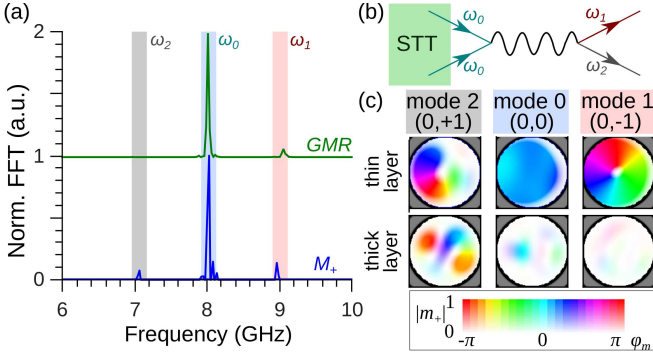 (a)
2
1
0
Norm. FFT (a.u.)
ω₂
ω₀
ω₁
GMR
M₊
6
7
8
9
10
Frequency (GHz)
(b)
STT
ω₀
ω₀
ω₁
ω₂
(c)
mode 2 mode 0 mode 1
(0,+1) (0,0) (0,-1)
thin
layer
thick
layer
|m₊|
1
0
-π 0 π φₘ